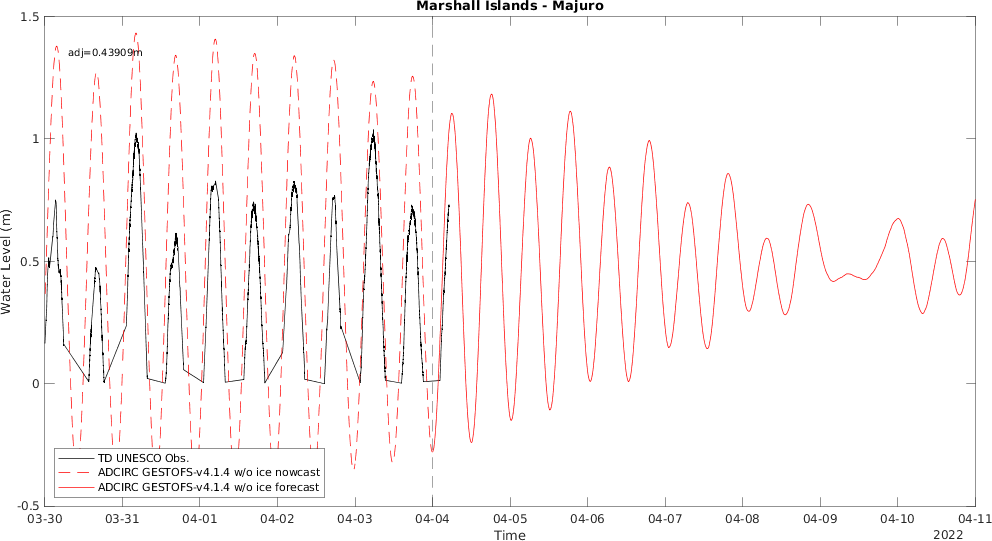 Marshall Islands - Majuro
1.5
adj=0.43909m
1
0.5
0
-0.5
Water Level (m)
TD UNESCO Obs.
ADCIRC GESTOFS-v4.1.4 w/o ice nowcast
ADCIRC GESTOFS-v4.1.4 w/o ice forecast
03-30 03-31 04-01 04-02 04-03 04-04 04-05 04-06 04-07 04-08 04-09 04-10 04-11
Time
2022